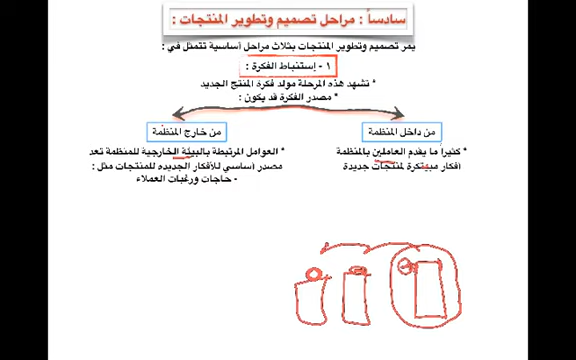 سادساً : مراحل تصميم وتطوير المنتجات :
يمر تصميم وتطوير المنتجات بثلاث مراحل أساسية تتمثل في :
١ - إستنباط الفكرة :
* تشهد هذه المرحلة مولد فكرة المنتج الجديد
* مصدر الفكرة قد يكون :
من داخل المنظمة
* كثيراً ما يقدم العاملين بالمنظمة
أفكار مبتكرة لمنتجات جديدة
من خارج المنظمة
* العوامل المرتبطة بالبيئة الخارجية للمنظمة تعد
مصدر أساسي للأفكار الجديده للمنتجات مثل :
- حاجات ورغبات العملاء